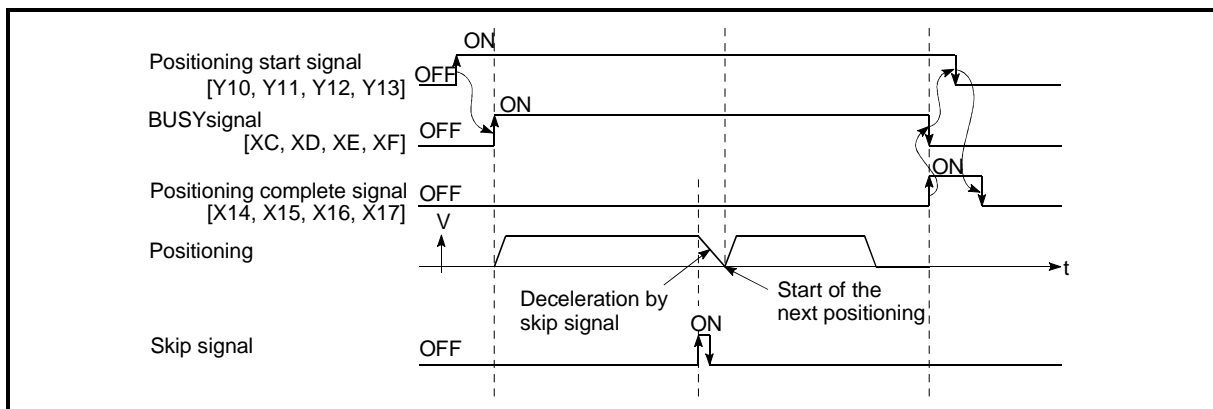 ON
Positioning start signal
[Y10, Y11, Y12, Y13]
OFF
ON
BUSYsignal
[XC, XD, XE, XF]
OFF
ON
Positioning complete signal
[X14, X15, X16, X17]
OFF
V
Positioning
t
Deceleration by
skip signal
Start of the
next positioning
ON
Skip signal
OFF